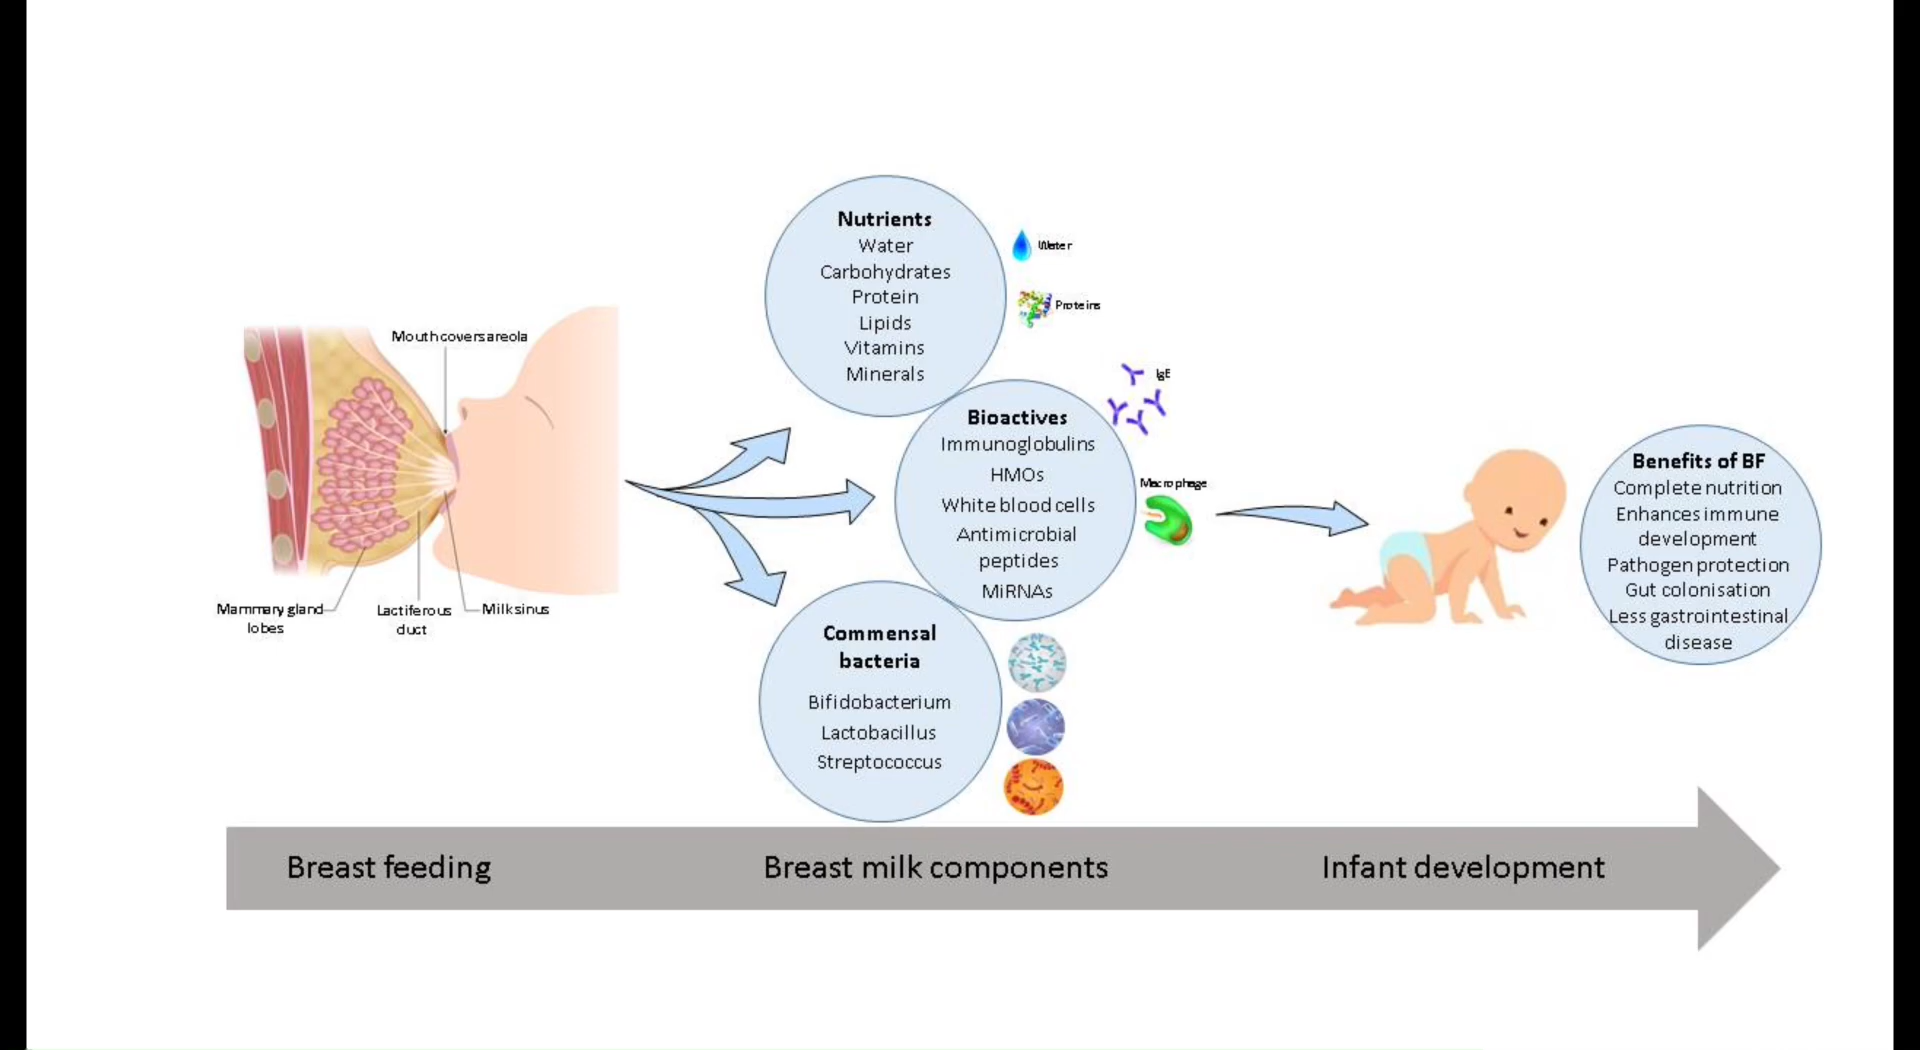 Nutrients
Water
Carbohydrates
Protein
Lipids
Vitamins
Minerals
Water
Proteins
IgE
Bioactives
Immunoglobulins
HMOs
White blood cells
Antimicrobial
peptides
MiRNAs
Macrophage
Commensal
bacteria
Bifidobacterium
Lactobacillus
Streptococcus
Mouth covers areola
Mammary gland
lobes
Lactiferous
duct
Milk sinus
Benefits of BF
Complete nutrition
Enhances immune
development
Pathogen protection
Gut colonisation
Less gastrointestinal
disease
Breast feeding
Breast milk components
Infant development